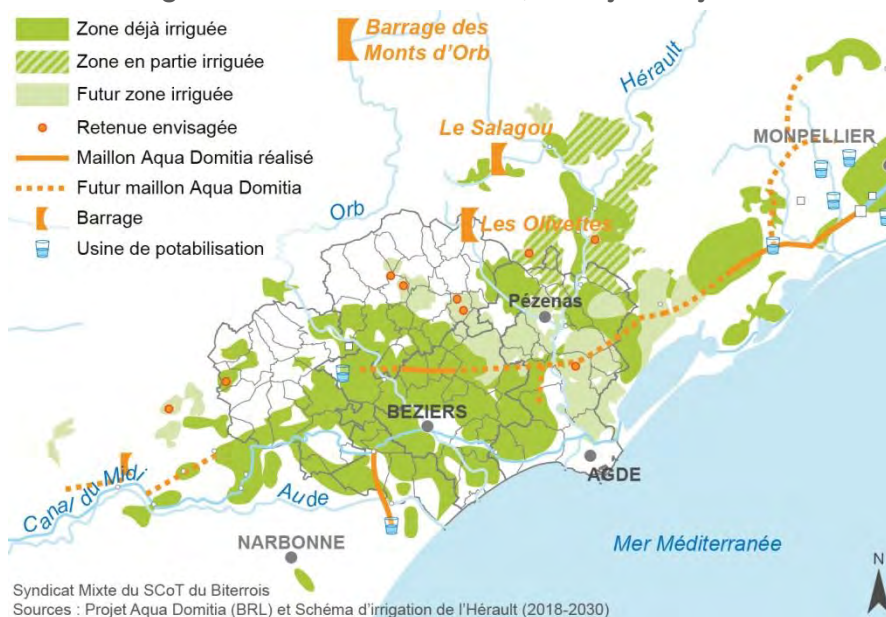 Zone déjà irriguée
Zone en partie irriguée
Futur zone irriguée
Retenue envisagée
Maillon Aqua Domitia réalisé
Futur maillon Aqua Domitia
Barrage
Usine de potabilisation
Barrage des
Monts d'Orb
Hérault
Le Salagou
MONPELLIER
Orb
Les Olivettes
Pézenas
BEZIERS
AGDE
Canal du Midi
Aude
NARBONNE
Mer Méditerranée
N
Syndicat Mixte du SCoT du Biterrois
Sources : Projet Aqua Domitia (BRL) et Schéma d'irrigation de l'Hérault (2018-2030)